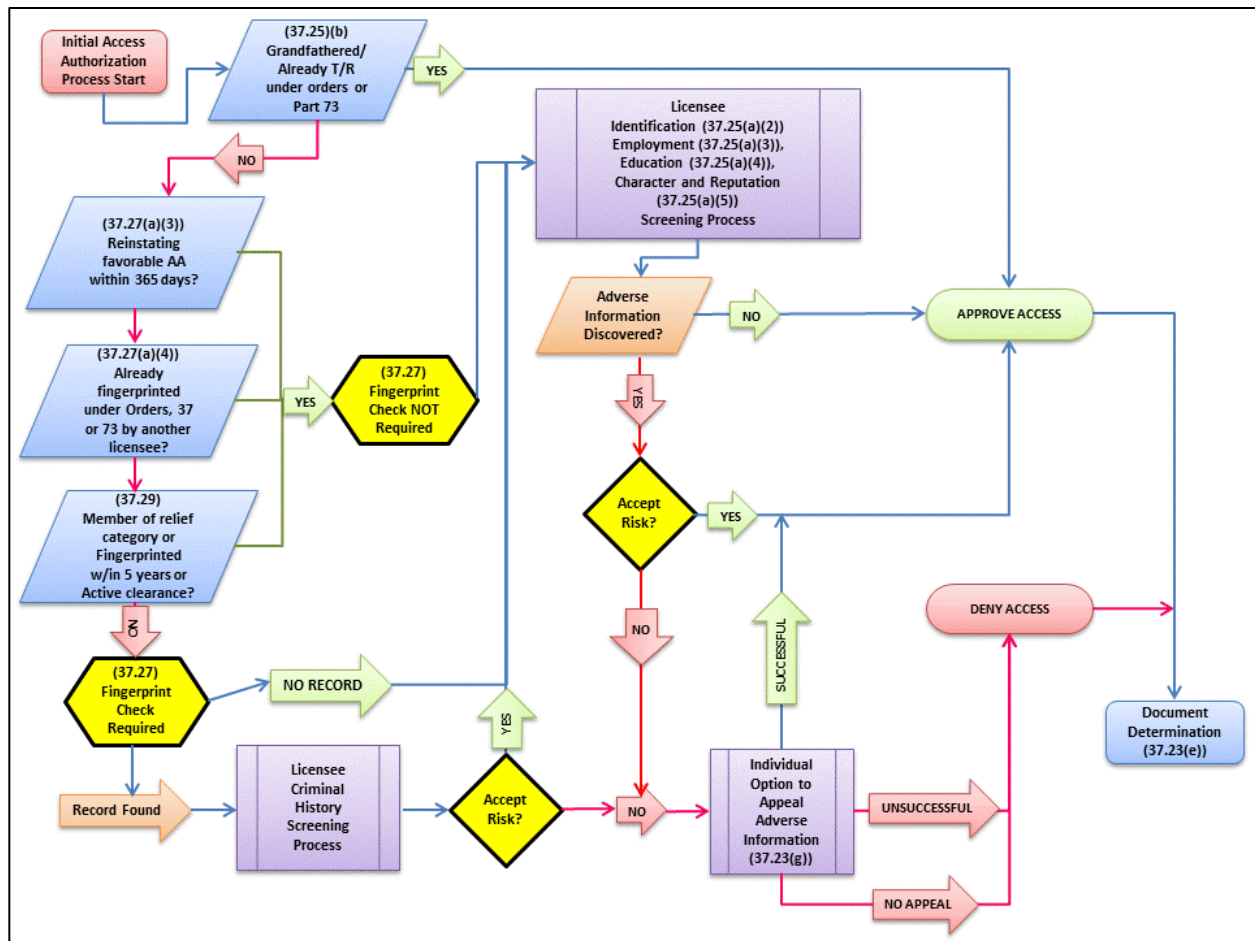 Initial Access
Authorization
Process Start
(37.25)(b)
Grandfathered/
Already T/R
under orders or
Part 73
YES
NO
Licensee
Identification (37.25(a)(2))
Employment (37.25(a)(3)),
Education (37.25(a)(4)),
Character and Reputation
(37.25(a)(5))
Screening Process
(37.27(a)(3))
Reinstating
favorable AA
within 365 days?
Adverse
Information
Discovered?
NO
APPROVE ACCESS
(37.27(a)(4))
Already
fingerprinted
under Orders, 37
or 73 by another
licensee?
YES
(37.27)
Fingerprint
Check NOT
Required
YES
(37.29)
Member of relief
category or
Fingerprinted
w/in 5 years or
Active clearance?
Accept
Risk?
YES
NO
NO
DENY ACCESS
SUCCESSFUL
(37.27)
Fingerprint
Check
Required
NO RECORD
YES
Document
Determination
(37.23(e))
Record Found
Licensee
Criminal
History
Screening
Process
Accept
Risk?
NO
Individual
Option to
Appeal
Adverse
Information
(37.23(g))
UNSUCCESSFUL
NO APPEAL